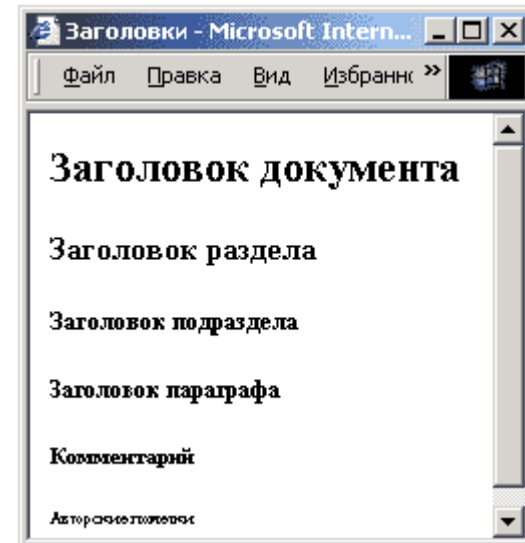 Заголовки - Microsoft Intern...
Файл Правка Вид Избранн »
Заголовок документа
Заголовок раздела
Заголовок подраздела
Заголовок параграфа
Комментарий
Авторские пометки